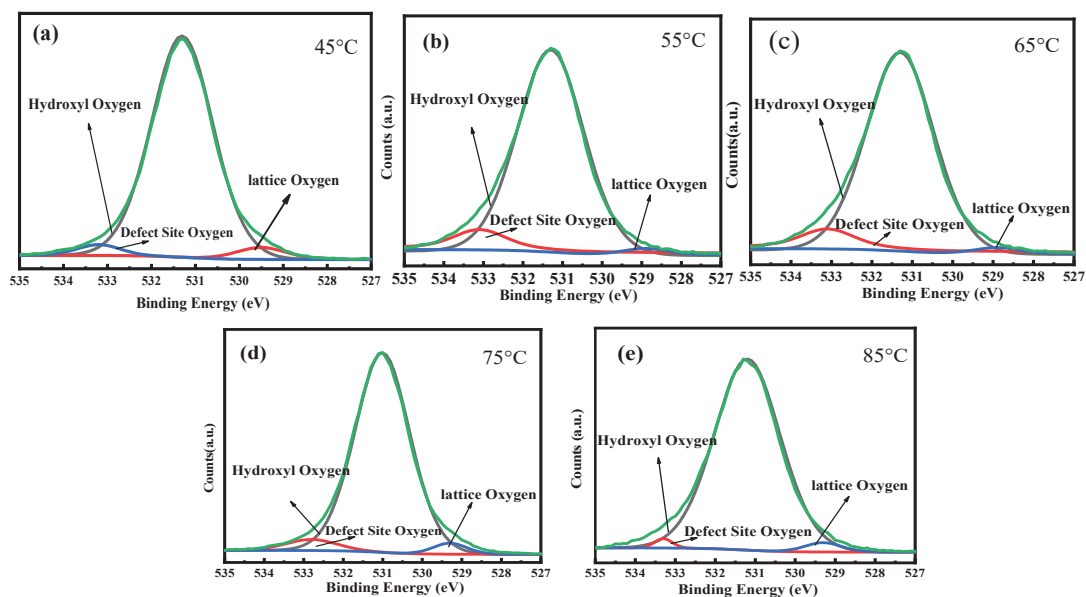 (a)
45°C
Hydroxyl Oxygen
lattice Oxygen
Defect Site Oxygen
535 534 533 532 531 530 529 528 527
Binding Energy (eV)
(b)
55°C
Counts (a.u.)
Hydroxyl Oxygen
lattice Oxygen
Defect Site Oxygen
535 534 533 532 531 530 529 528 527
Binding Energy (eV)
(c)
65°C
Counts(a.u.)
Hydroxyl Oxygen
Defect Site Oxygen
lattice Oxygen
535 534 533 532 531 530 529 528 527
Binding Energy (eV)
(d)
75°C
Counts(a.u.)
Hydroxyl Oxygen
lattice Oxygen
Defect Site Oxygen
535 534 533 532 531 530 529 528 527
Binding Energy (eV)
(e)
85°C
Counts (a.u.)
Hydroxyl Oxygen
lattice Oxygen
Defect Site Oxygen
535 534 533 532 531 530 529 528 527
Binding Energy (eV)